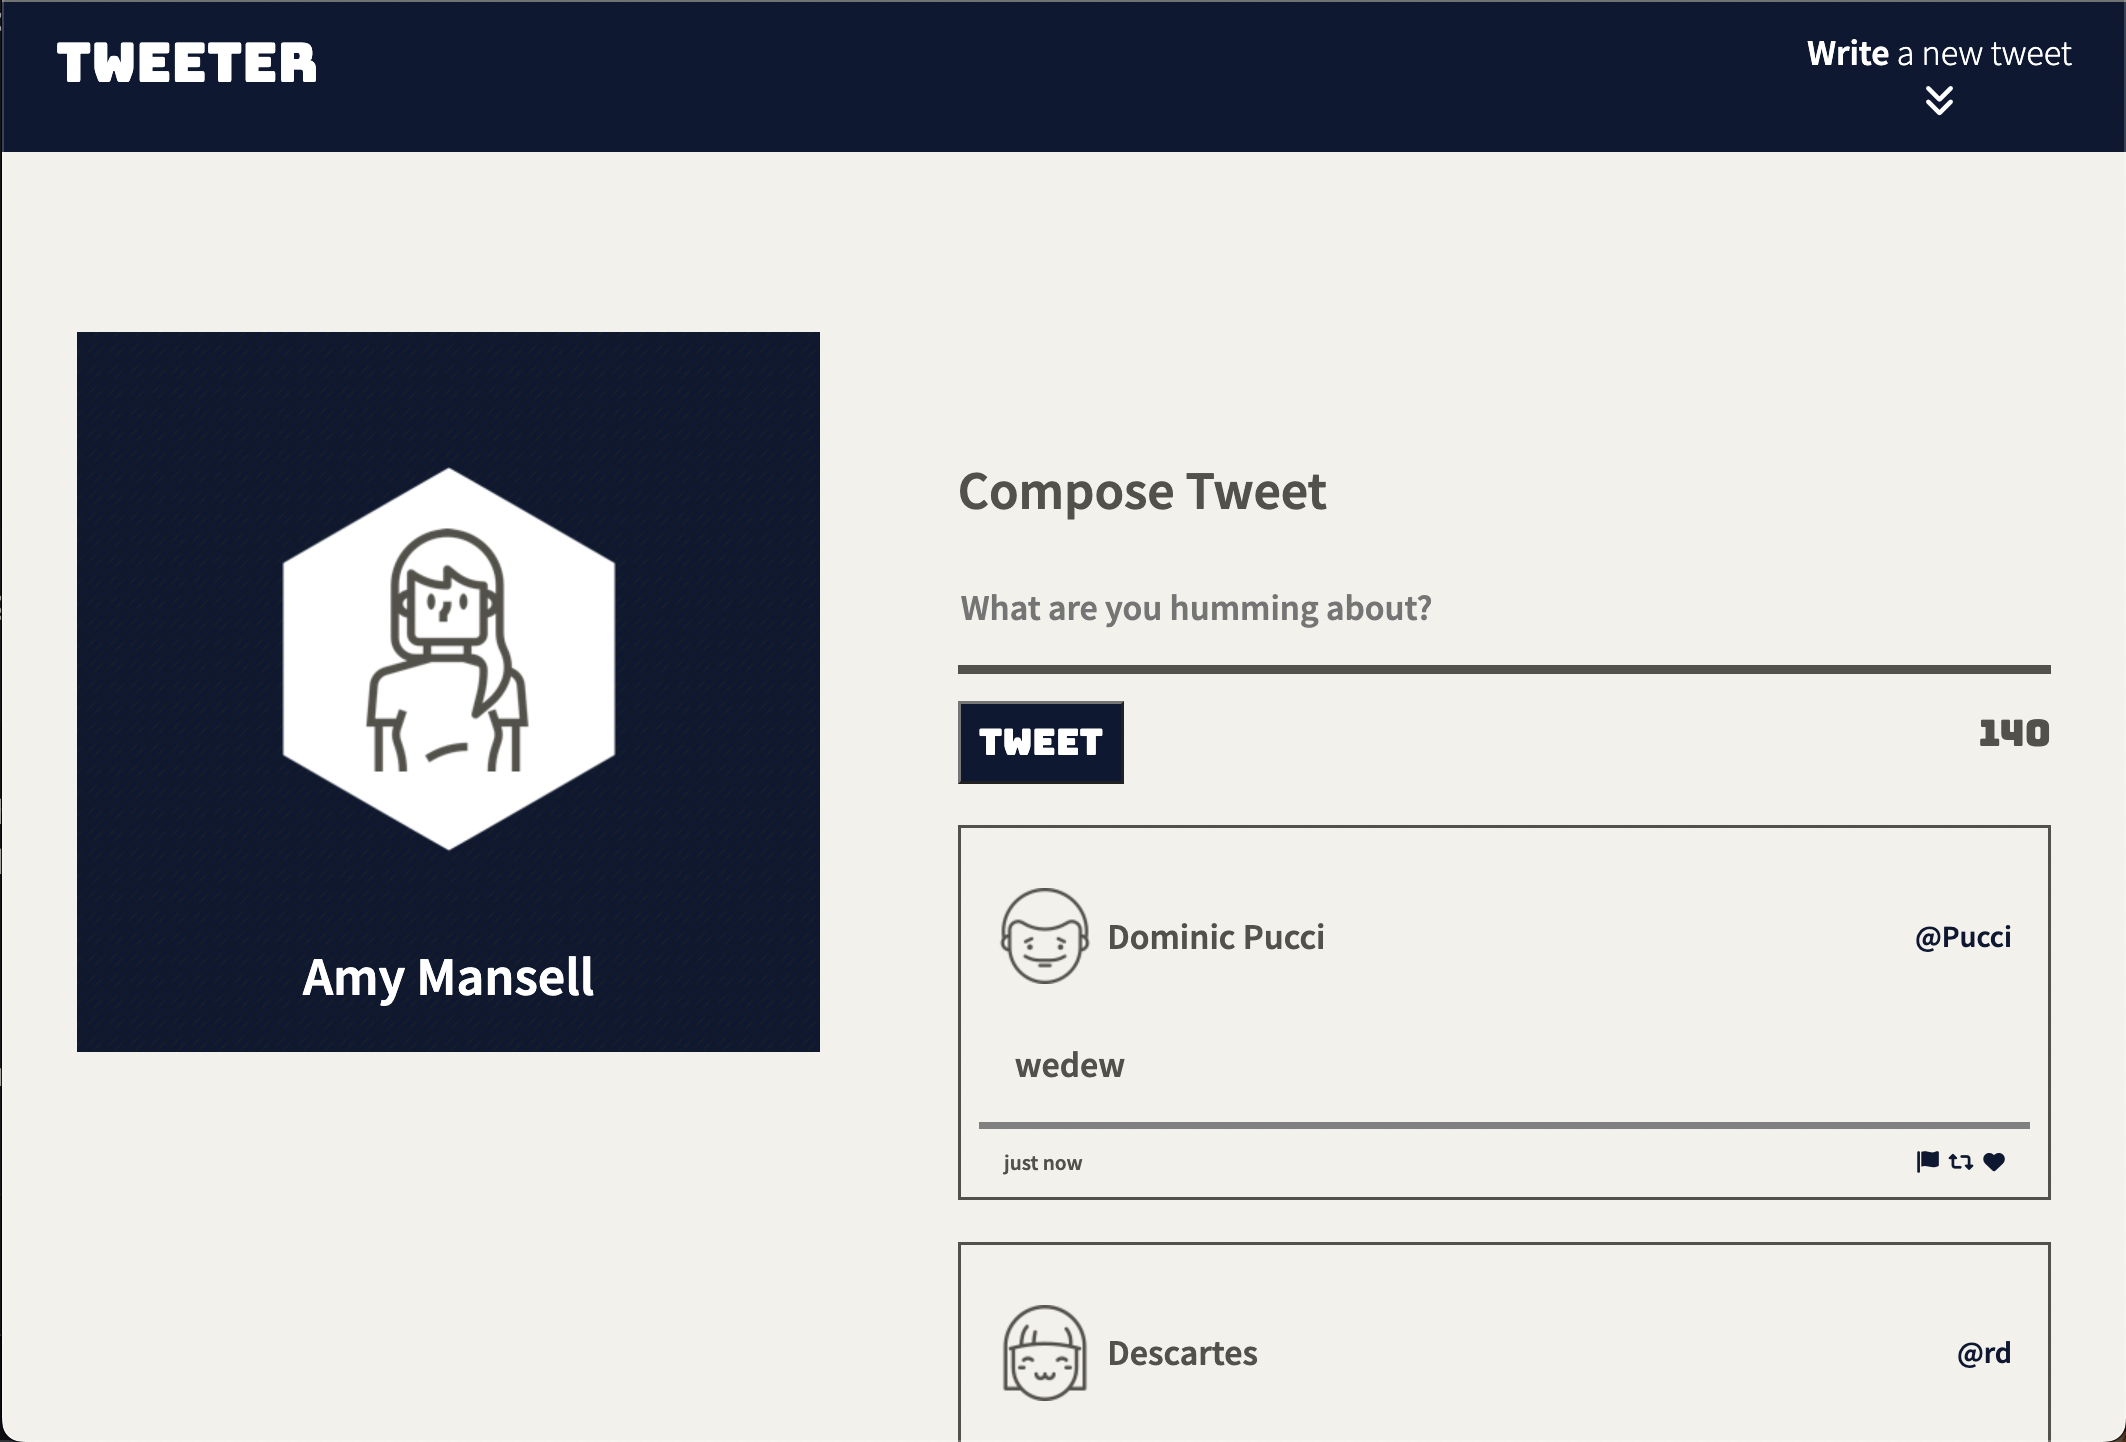 TWEETER
Write a new tweet
Amy Mansell
Compose Tweet
What are you humming about?
TWEET
140
Dominic Pucci
@Pucci
wedew
just now
Descartes
@rd